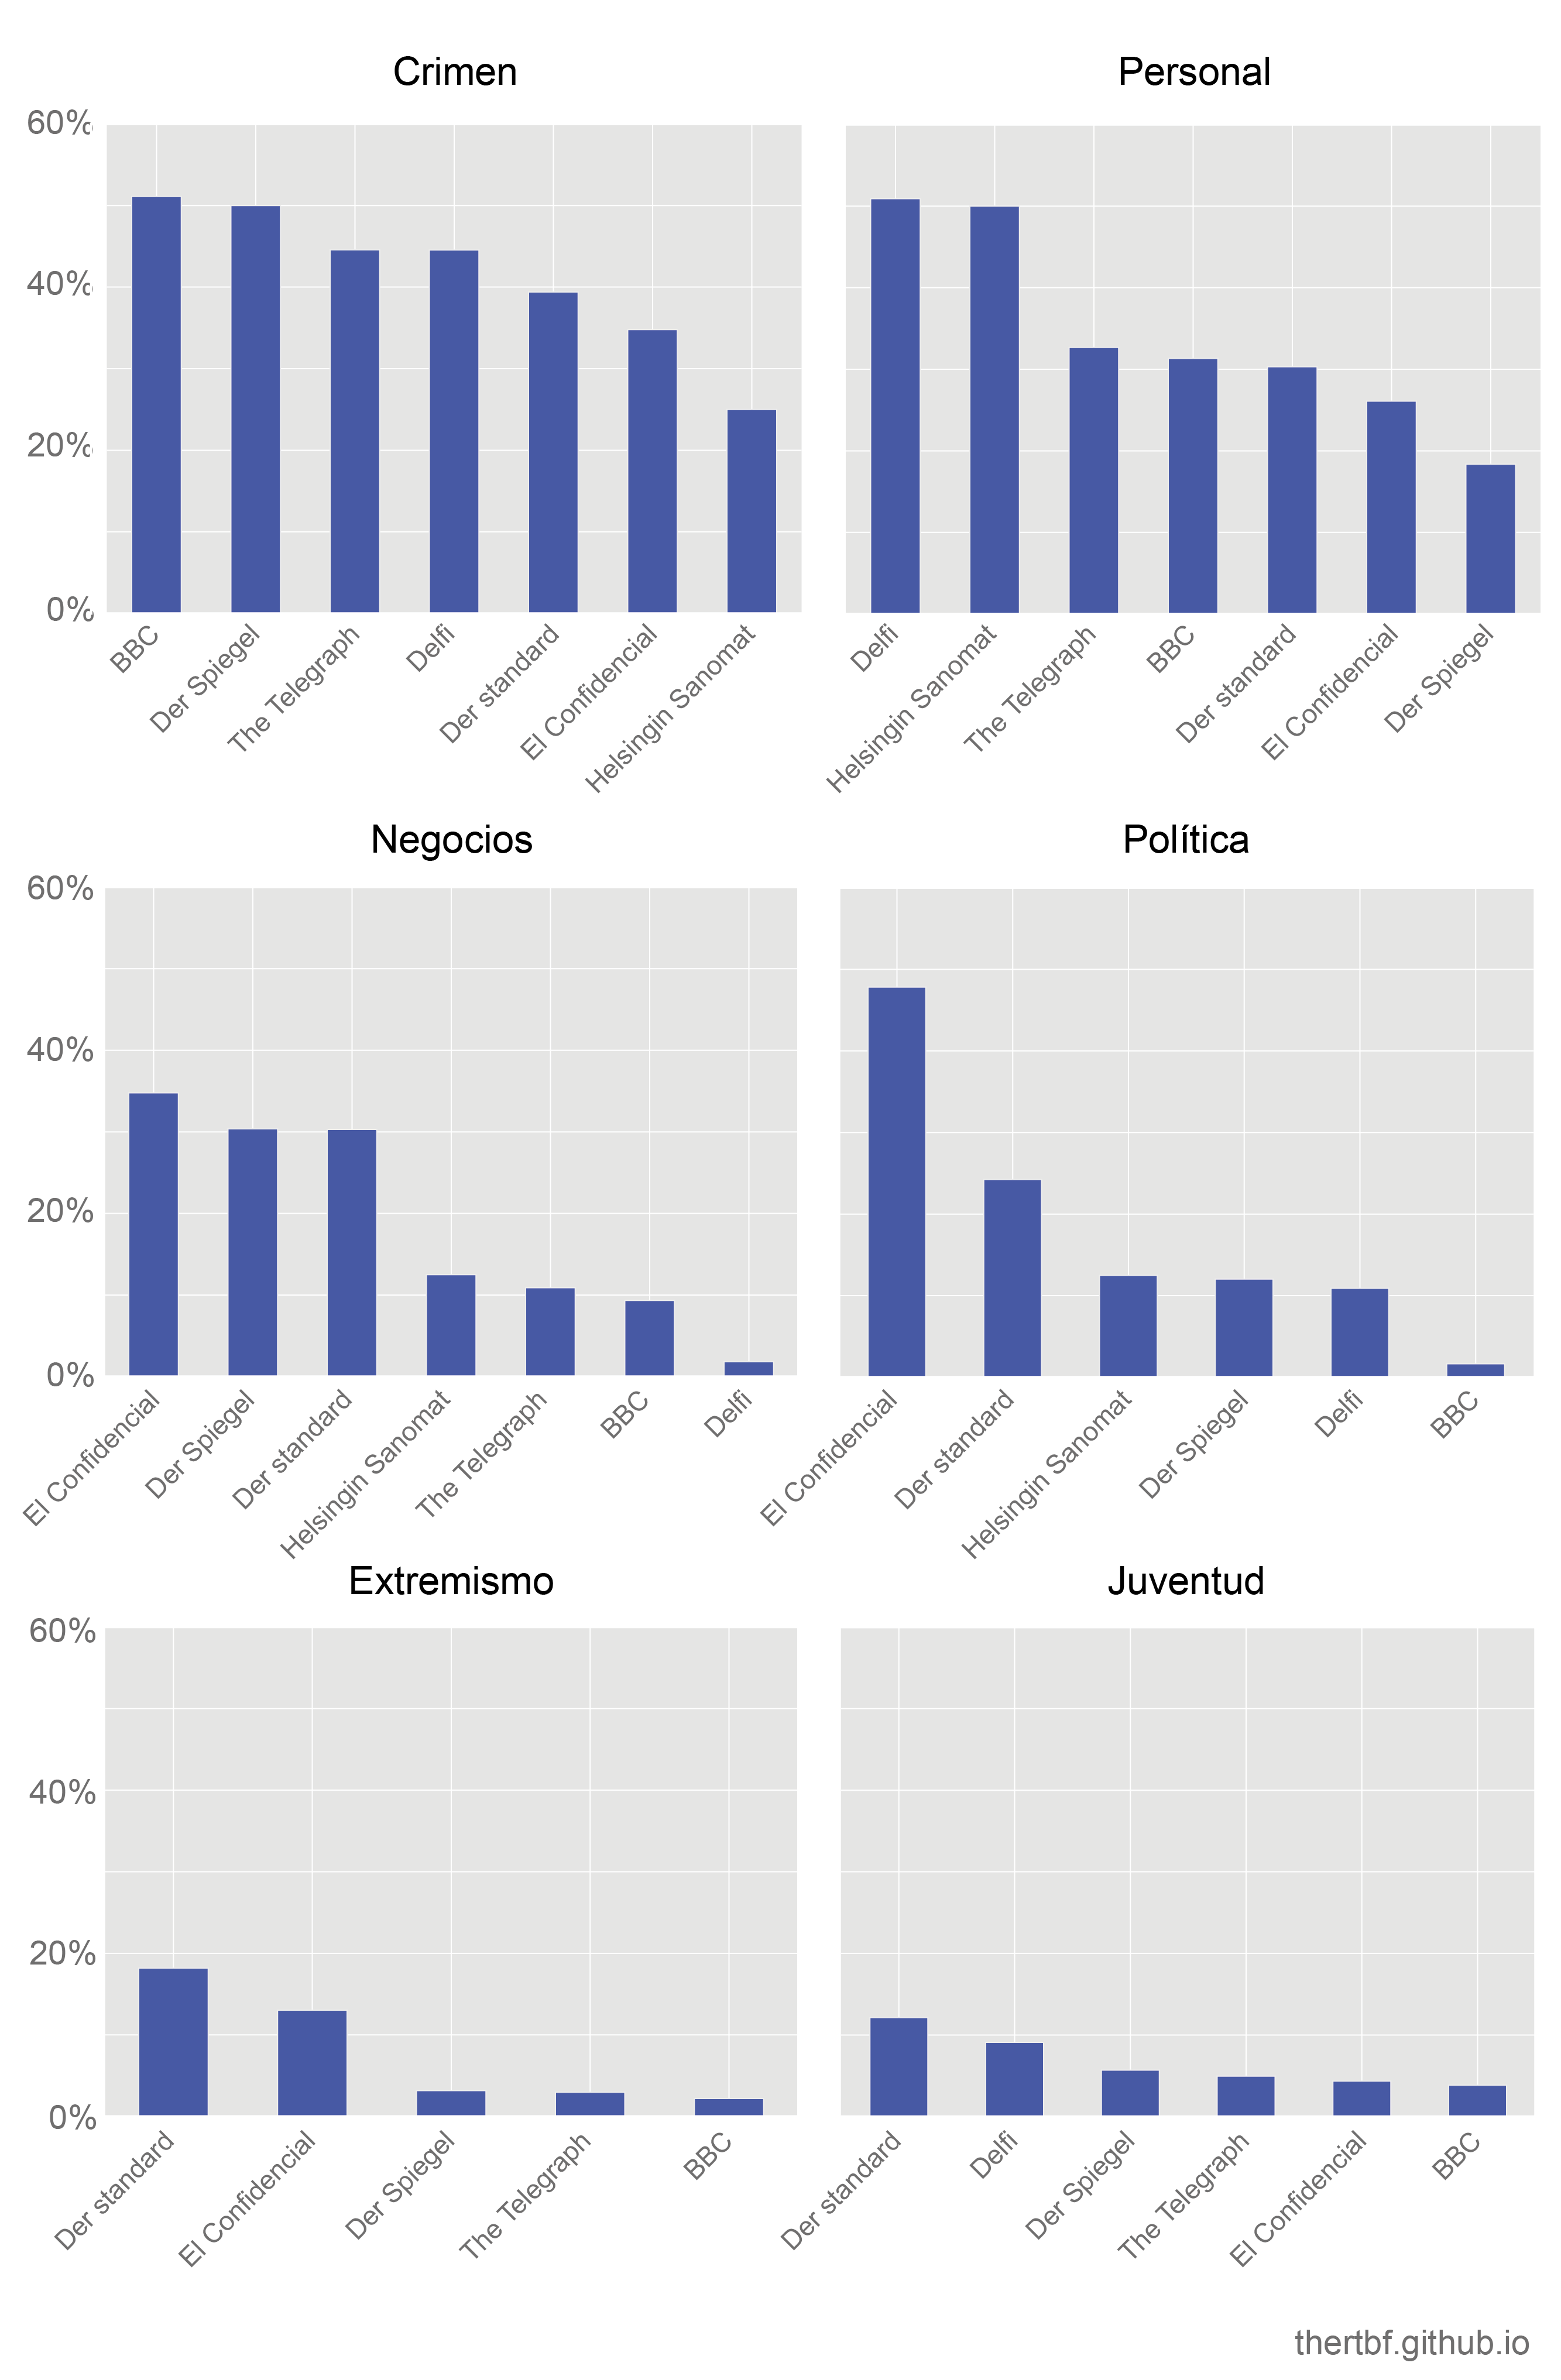 Crimen
60%
40%
20%
0%
BBC
Der Spiegel
The Telegraph
Delfi
Der standard
El Confidencial
Helsingin Sanomat
Personal
Delfi
Helsingin Sanomat
The Telegraph
BBC
Der standard
El Confidencial
Der Spiegel
Negocios
60%
40%
20%
0%
El Confidencial
Der Spiegel
Der standard
Helsingin Sanomat
The Telegraph
BBC
Delfi
Política
El Confidencial
Der standard
Helsingin Sanomat
Der Spiegel
Delfi
BBC
Extremismo
60%
40%
20%
0%
Der standard
El Confidencial
Der Spiegel
The Telegraph
BBC
Juventud
Der standard
Delfi
Der Spiegel
The Telegraph
El Confidencial
BBC
thertbf.github.io